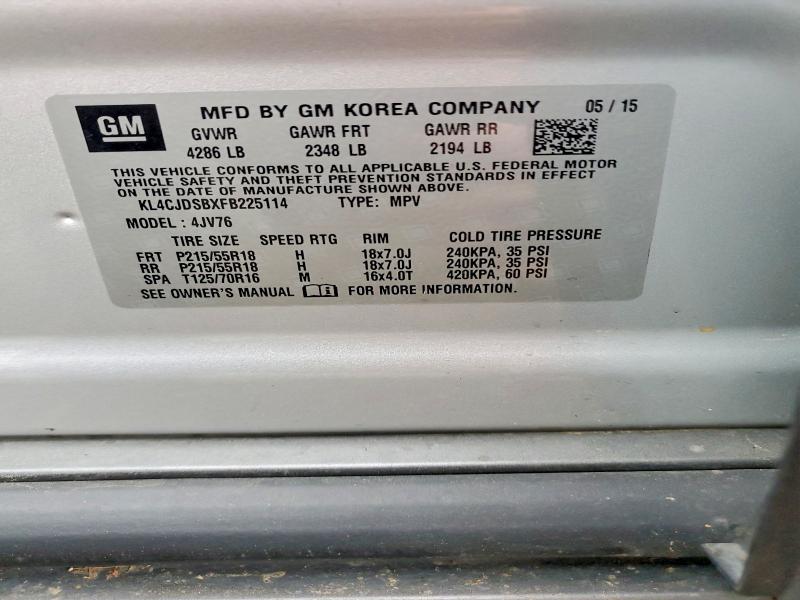 GM MFD BY GM KOREA COMPANY 05 / 15
GVWR GAWR FRT GAWR RR
4286 LB 2348 LB 2194 LB
THIS VEHICLE CONFORMS TO ALL APPLICABLE U.S. FEDERAL MOTOR
VEHICLE SAFETY AND THEFT PREVENTION STANDARDS IN EFFECT
ON THE DATE OF MANUFACTURE SHOWN ABOVE.
KL4CJDSBXFB225114 TYPE: MPV
MODEL : 4JV76
TIRE SIZE SPEED RTG RIM COLD TIRE PRESSURE
FRT P215/55R18 H 18x7.0J 240KPA, 35 PSI
RR P215/55R18 H 18x7.0J 240KPA, 35 PSI
SPA T125/70R16 M 16x4.0T 420KPA, 60 PSI
SEE OWNER'S MANUAL FOR MORE INFORMATION.